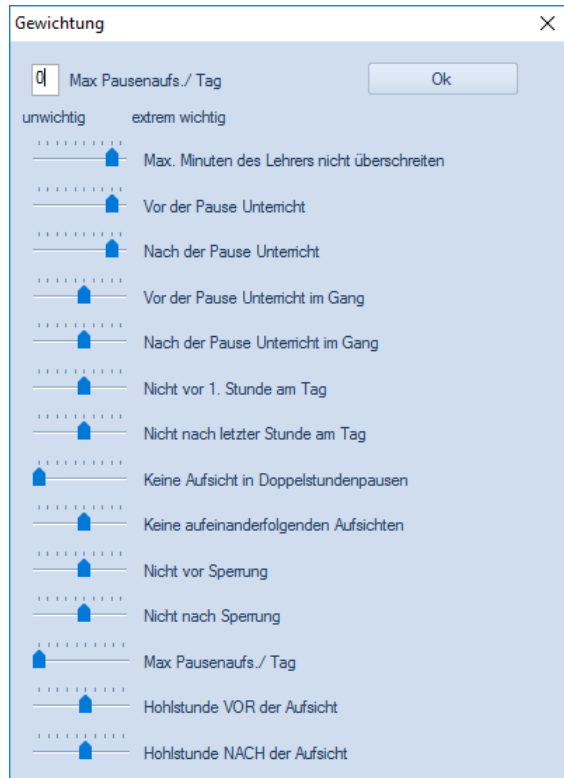 Gewichtung
0 Max Pausenaufs./ Tag Ok
unwichtig extrem wichtig
Max. Minuten des Lehrers nicht überschreiten
Vor der Pause Unterricht
Nach der Pause Unterricht
Vor der Pause Unterricht im Gang
Nach der Pause Unterricht im Gang
Nicht vor 1. Stunde am Tag
Nicht nach letzter Stunde am Tag
Keine Aufsicht in Doppelstundenpausen
Keine aufeinanderfolgenden Aufsichten
Nicht vor Sperrung
Nicht nach Sperrung
Max Pausenaufs./ Tag
Hohlstunde VOR der Aufsicht
Hohlstunde NACH der Aufsicht